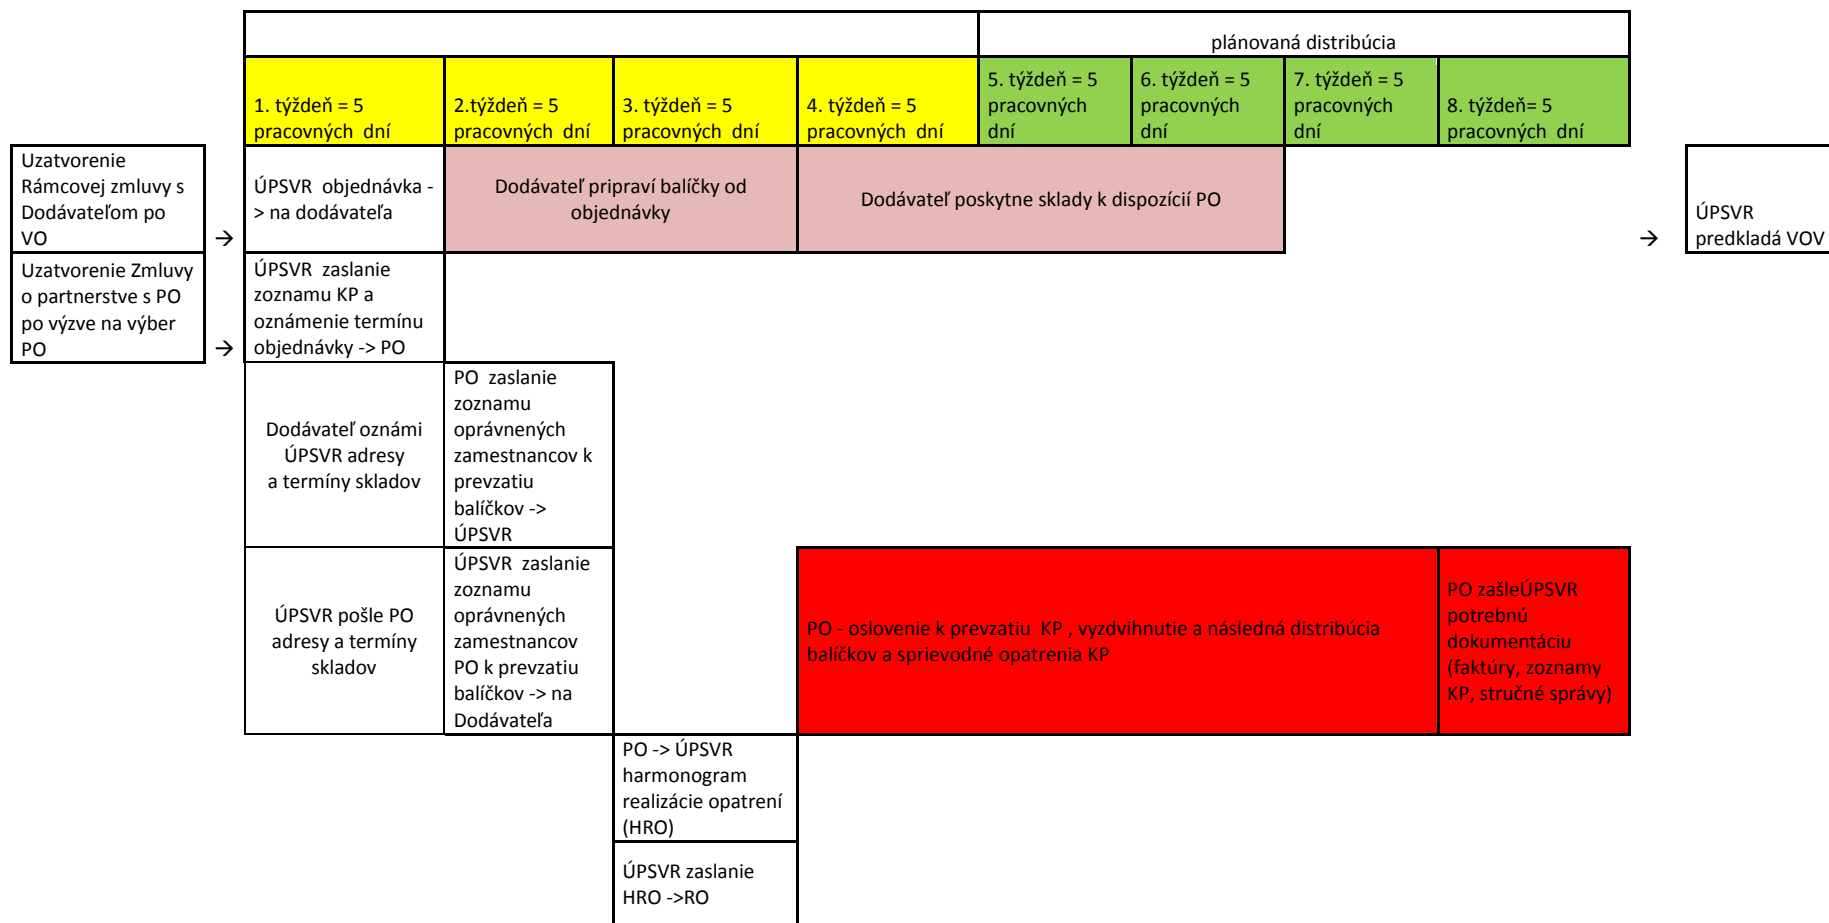 plánovaná distribúcia
1. týždeň = 5
pracovných dní
2.týždeň = 5
pracovných dní
3. týždeň = 5
pracovných dní
4. týždeň = 5
pracovných dní
5. týždeň = 5
pracovných
dní
6. týždeň = 5
pracovných
dní
7. týždeň = 5
pracovných
dní
8. týždeň= 5
pracovných dní
Uzatvorenie
Rámcovej zmluvy s
Dodávateľom po
VO
→
ÚPSVR objednávka -
> na dodávateľa
Dodávateľ pripraví balíčky od
objednávky
Dodávateľ poskytne sklady k dispozícií PO
→
ÚPSVR
predkladá VOV
Uzatvorenie Zmluvy
o partnerstve s PO
po výzve na výber
PO
→
ÚPSVR zaslanie
zoznamu KP a
oznámenie termínu
objednávky -> PO
Dodávateľ oznámi
ÚPSVR adresy
a termíny skladov
PO zaslanie
zoznamu
oprávnených
zamestnancov k
prevzatiu
balíčkov ->
ÚPSVR
ÚPSVR pošle PO
adresy a termíny
skladov
ÚPSVR zaslanie
zoznamu
oprávnených
zamestnancov
PO k prevzatiu
balíčkov -> na
Dodávateľa
PO - oslovenie k prevzatiu KP , vyzdvihnutie a následná distribúcia
balíčkov a sprievodné opatrenia KP
PO zašleÚPSVR
potrebnú
dokumentáciu
(faktúry, zoznamy
KP, stručné správy)
PO -> ÚPSVR
harmonogram
realizácie opatrení
(HRO)
ÚPSVR zaslanie
HRO ->RO